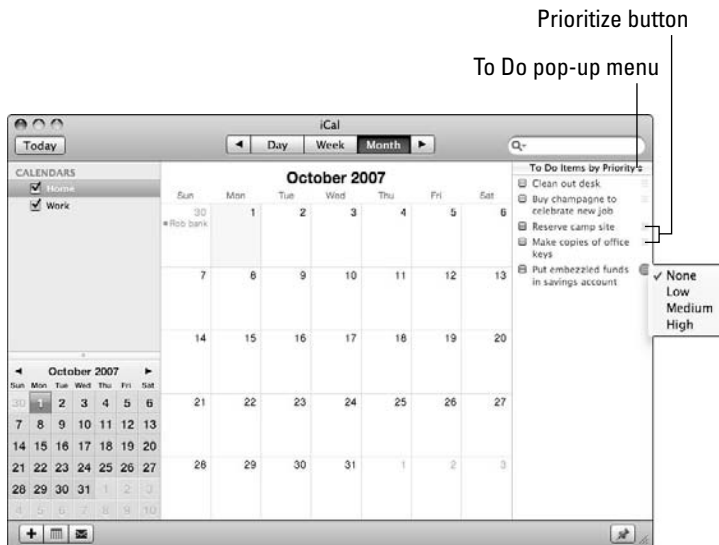 Prioritize button
To Do pop-up menu
iCal
Today
Day Week Month
CALENDARS
Home
Work
October 2007
Sun Mon Tue Wed Thu Fri Sat
30 1 2 3 4 5 6
Rob bank
7 8 9 10 11 12 13
14 15 16 17 18 19 20
21 22 23 24 25 26 27
28 29 30 31 1 2 3
To Do Items by Priority
Clean out desk
Buy champagne to
celebrate new job
Reserve camp site
Make copies of office
keys
Put embezzled funds
in savings account
None
Low
Medium
High
October 2007
Sun Mon Tue Wed Thu Fri Sat
30 1 2 3 4 5 6
7 8 9 10 11 12 13
14 15 16 17 18 19 20
21 22 23 24 25 26 27
28 29 30 31 1 2 3
4 5 6 7 8 9 10